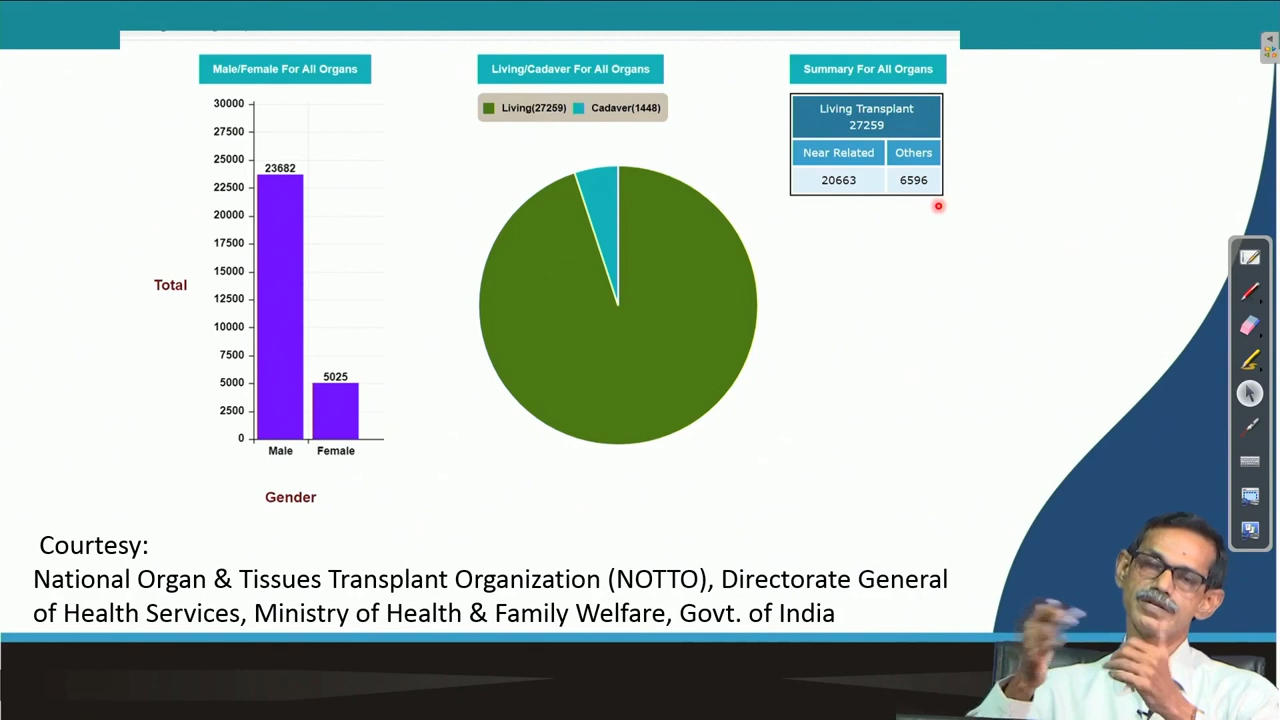 Male/Female For All Organs
30000
27500
25000
22500
20000
17500
15000
12500
10000
7500
5000
2500
0
23682
5025
Total
Male Female
Gender
Living/Cadaver For All Organs
Living(27259) Cadaver(1448)
Summary For All Organs
Living Transplant
27259
Near Related Others
20663 6596
Courtesy:
National Organ & Tissues Transplant Organization (NOTTO), Directorate General
of Health Services, Ministry of Health & Family Welfare, Govt. of India